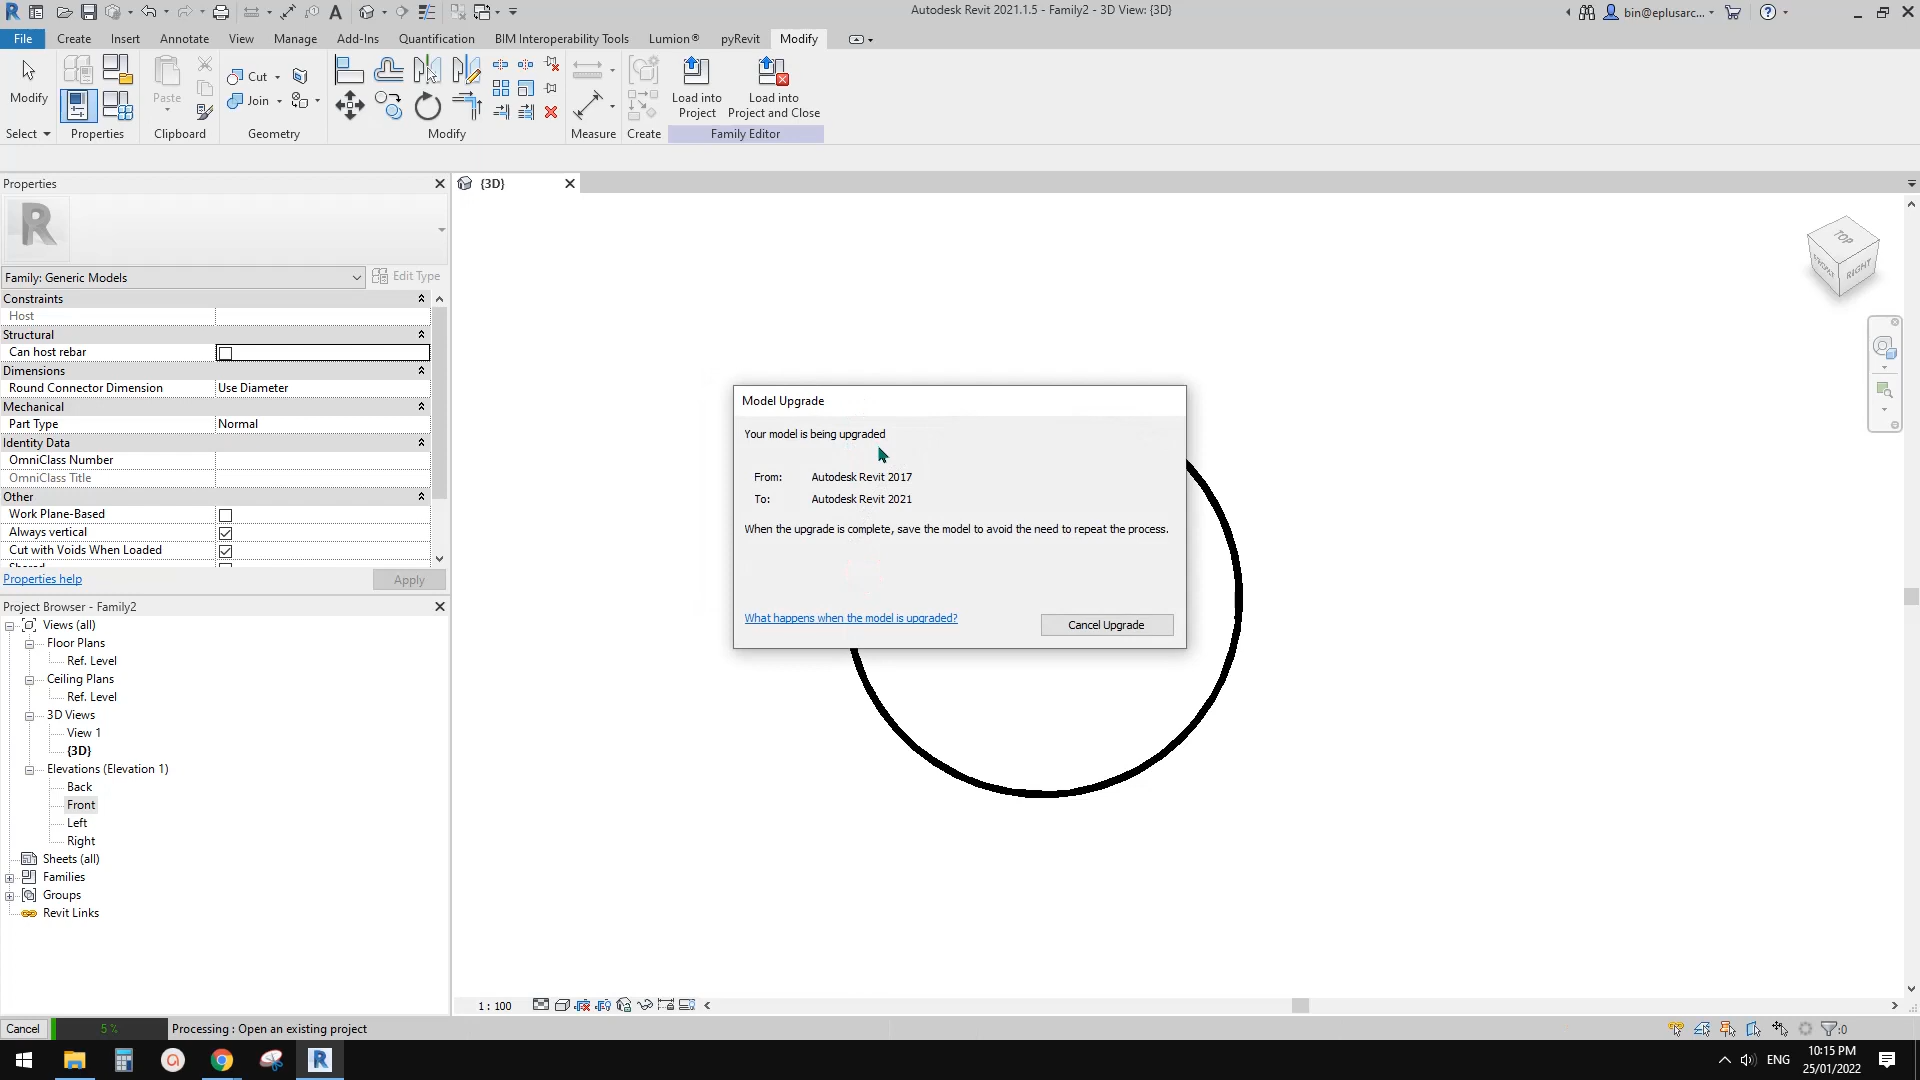 Autodesk Revit 2021.1.5 - Family2 - 3D View: {3D}
bin@eplusarc...
File
Create
Insert
Annotate
View
Manage
Add-Ins
Quantification
BIM Interoperability Tools
Lumion®
pyRevit
Modify
Modify
Paste
Cut
Join
Load into
Project
Load into
Project and Close
Select
Properties
Clipboard
Geometry
Modify
Measure
Create
Family Editor
Properties
{3D}
Family: Generic Models
Edit Type
Constraints
Host
Structural
Can host rebar
Dimensions
Round Connector Dimension
Use Diameter
Mechanical
Part Type
Normal
Identity Data
OmniClass Number
OmniClass Title
Other
Work Plane-Based
Always vertical
Cut with Voids When Loaded
Shared
Properties help
Apply
TOP
FRONT
RIGHT
Model Upgrade
Your model is being upgraded
From:
Autodesk Revit 2017
To:
Autodesk Revit 2021
When the upgrade is complete, save the model to avoid the need to repeat the process.
What happens when the model is upgraded?
Cancel Upgrade
Project Browser - Family2
Views (all)
Floor Plans
Ref. Level
Ceiling Plans
Ref. Level
3D Views
View 1
{3D}
Elevations (Elevation 1)
Back
Front
Left
Right
Sheets (all)
Families
Groups
Revit Links
1 : 100
Cancel
5 %
Processing : Open an existing project
:0
ENG
10:15 PM
25/01/2022